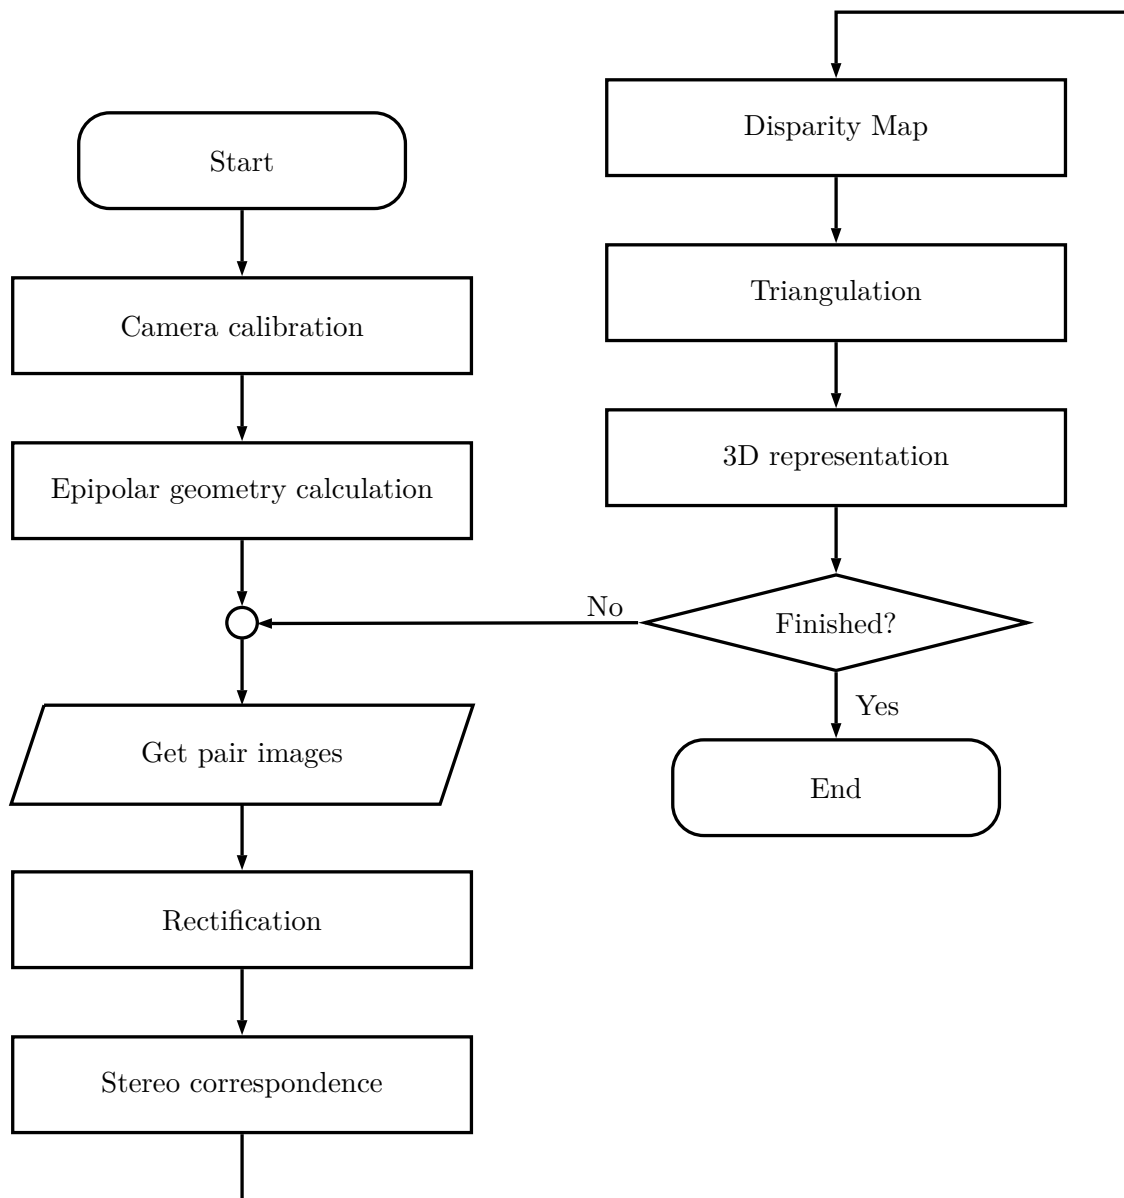 Start
Camera calibration
Epipolar geometry calculation
Get pair images
Rectification
Stereo correspondence
Disparity Map
Triangulation
3D representation
Finished?
No
Yes
End